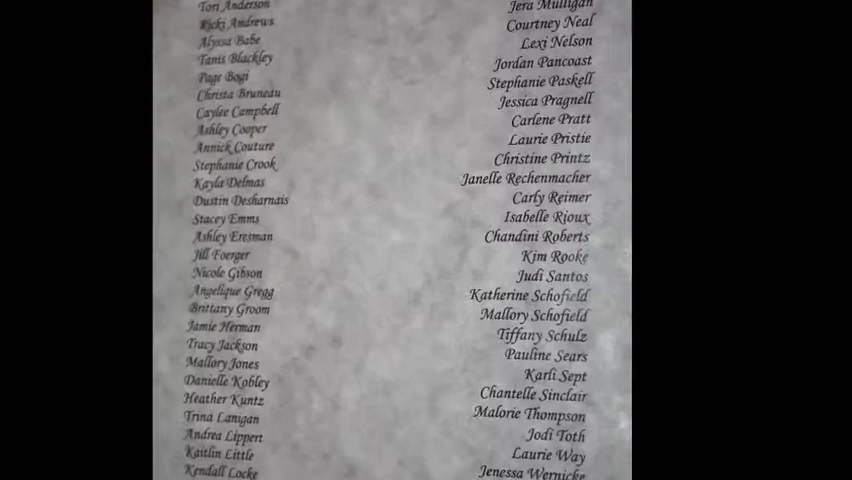 Tori Anderson
Ricki Andrews
Alyssa Babe
Tanis Blackley
Page Bogi
Christa Bruneau
Caylee Campbell
Ashley Cooper
Annick Couture
Stephanie Crook
Kayla Delmas
Dustin Desharnais
Stacey Emms
Ashley Eresman
Jill Foerger
Nicole Gibson
Angelique Gregg
Brittany Groom
Jamie Herman
Tracy Jackson
Mallory Jones
Danielle Kobley
Heather Kuntz
Trina Lanigan
Andrea Lippert
Kaitlin Little
Kendall Locke
Jera Mulligan
Courtney Neal
Lexi Nelson
Jordan Pancoast
Stephanie Paskell
Jessica Pragnell
Carlene Pratt
Laurie Pristie
Christine Printz
Janelle Rechenmacher
Carly Reimer
Isabelle Rioux
Chandini Roberts
Kim Rooke
Judi Santos
Katherine Schofield
Mallory Schofield
Tiffany Schulz
Pauline Sears
Karli Sept
Chantelle Sinclair
Malorie Thompson
Jodi Toth
Laurie Way
Jenessa Wernicke